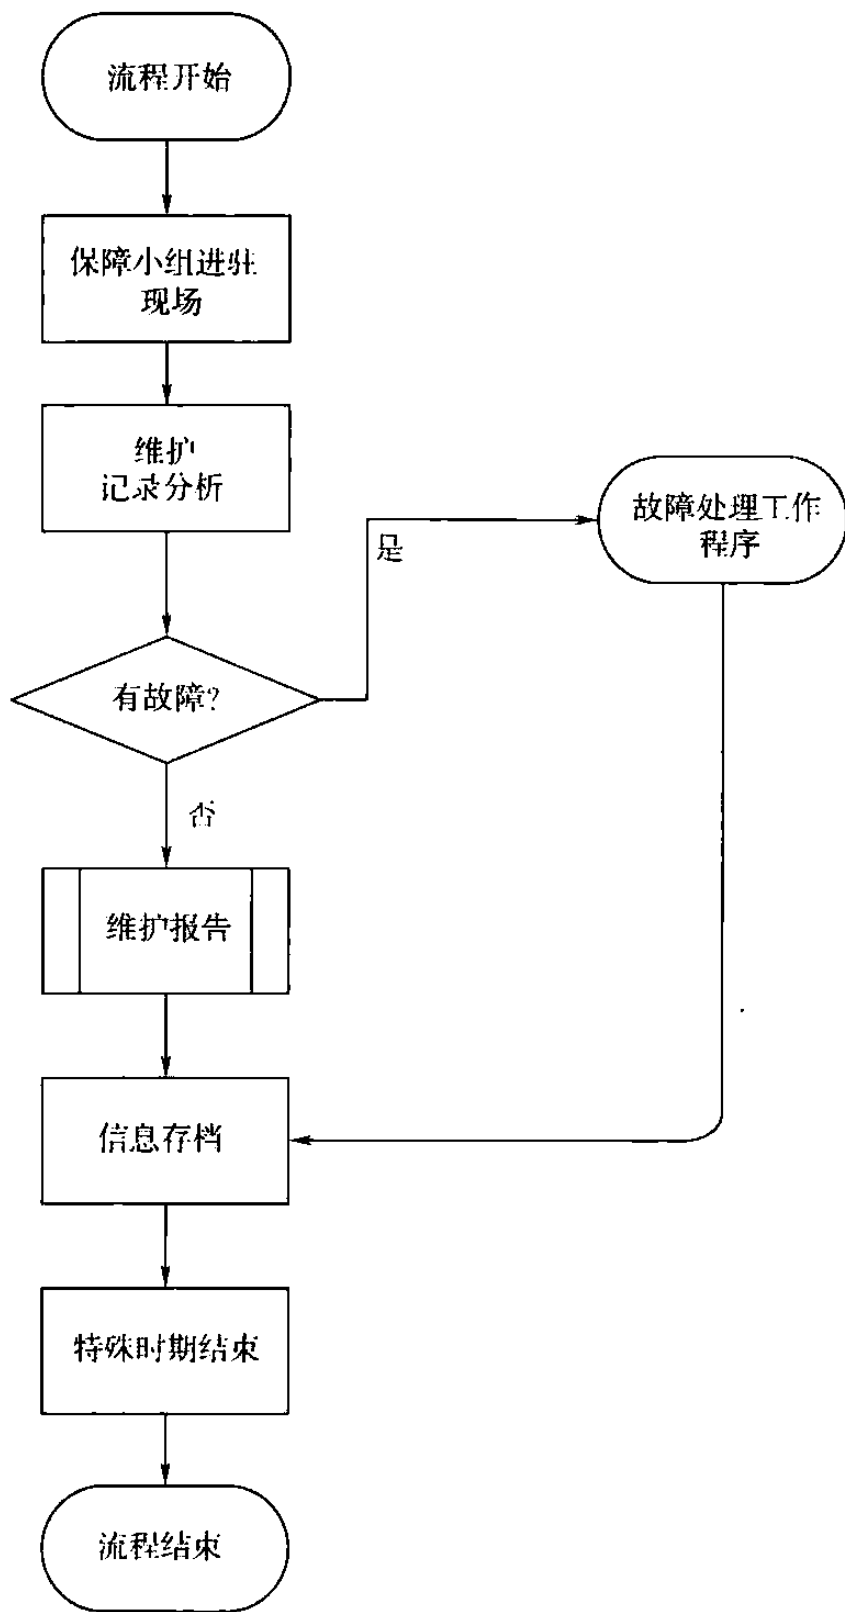 流程开始
保障小组进驻
现场
维护
记录分析
故障处理工作
程序
是
有故障?
否
维护报告
信息存档
特殊时期结束
流程结束